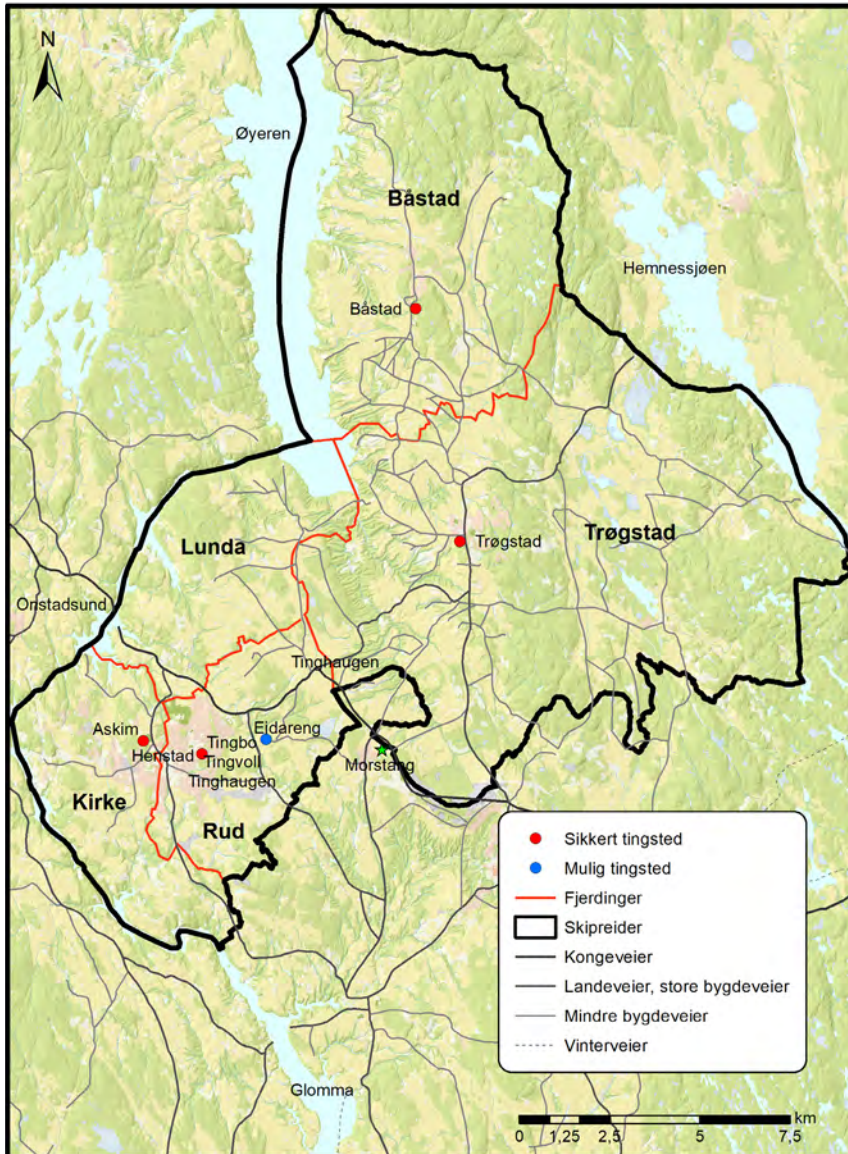 N
Øyeren
Båstad
Hemnessjøen
Båstad
Lunda
Trøgstad
Trøgstad
Onstadsund
Tinghaugen
Askim
Henstad
Tingbo
Tingvoll
Tinghaugen
Eidareng
Morstang
Kirke
Rud
Glomma
Sikkert tingsted
Mulig tingsted
Fjerdinger
Skipreider
Kongeveier
Landeveier, store bygdeveier
Mindre bygdeveier
Vinterveier
km
0 1,25 2,5 5 7,5